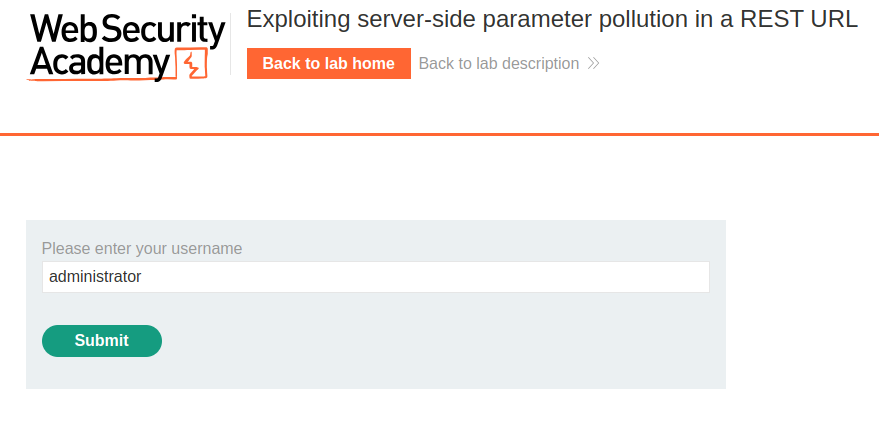 Web Security
Academy
Exploiting server-side parameter pollution in a REST URL
Back to lab home
Back to lab description
Please enter your username
administrator
Submit